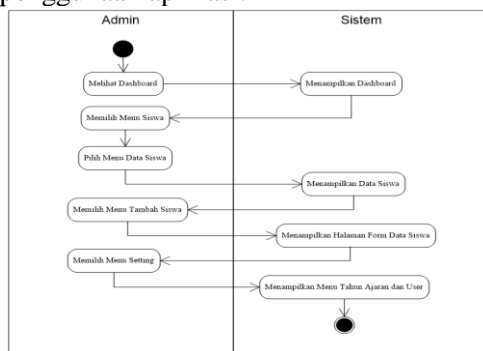 Admin
Sistem
Melihat Dashboard
Menampilkan Dashboard
Memilih Menu Siswa
Pilih Menu Data Siswa
Menampilkan Data Siswa
Memilih Menu Tambah Siswa
Menampilkan Halaman Form Data Siswa
Memilih Menu Setting
Menampilkan Menu Tahun Ajaran dan User